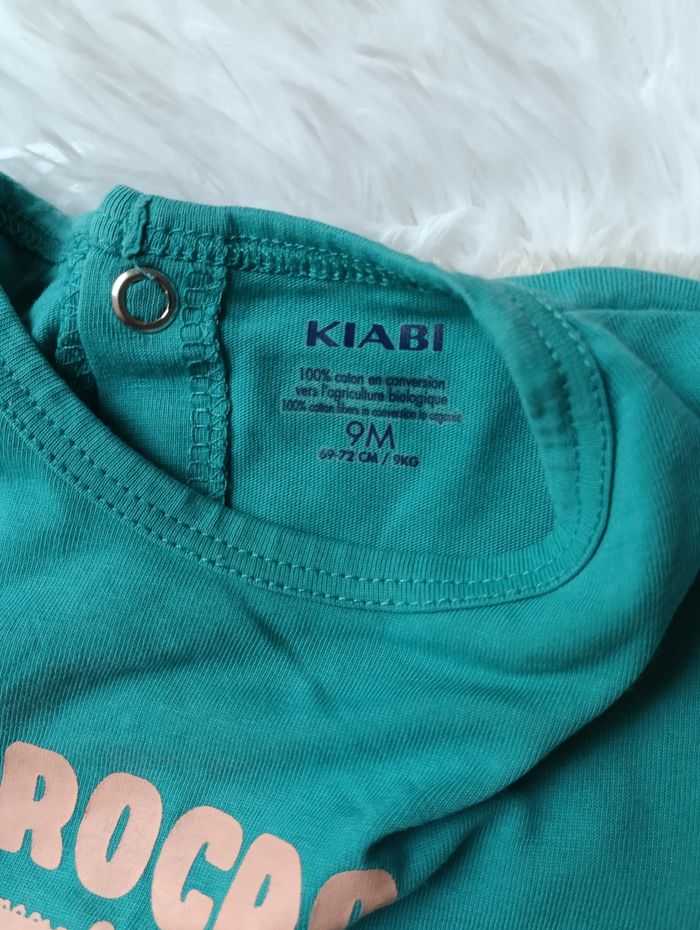 KIABI
100% coton en conversion
vers l'agriculture biologique
100% cotton fibers in conversion to organic
9M
69-72 CM / 9KG